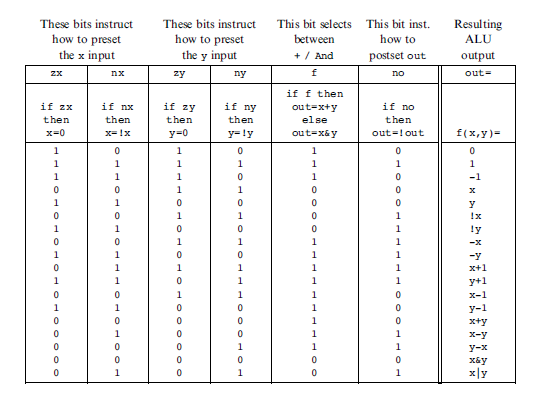 These bits instruct These bits instruct This bit selects This bit inst. Resulting
how to preset how to preset between how to ALU
the x input the y input + / And postset out output
zx nx zy ny f no out=
if f then
if zx if nx if zy if ny out=x+y if no
then then then then else then
x=0 x=!x y=0 y=!y out=x&y out=!out f(x,y)=
1 0 1 0 1 0 0
1 1 1 1 1 1 1
1 1 1 0 1 0 -1
0 0 1 1 0 0 x
1 1 0 0 0 0 y
0 0 1 1 0 1 !x
1 1 0 0 0 1 !y
0 0 1 1 1 1 -x
1 1 0 0 1 1 -y
0 1 1 1 1 1 x+1
1 1 0 1 1 1 y+1
0 0 1 1 1 0 x-1
1 1 0 0 1 0 y-1
0 0 0 0 1 0 x+y
0 1 0 0 1 1 x-y
0 0 0 1 1 1 y-x
0 0 0 0 0 0 x&y
0 1 0 1 0 1 x|y